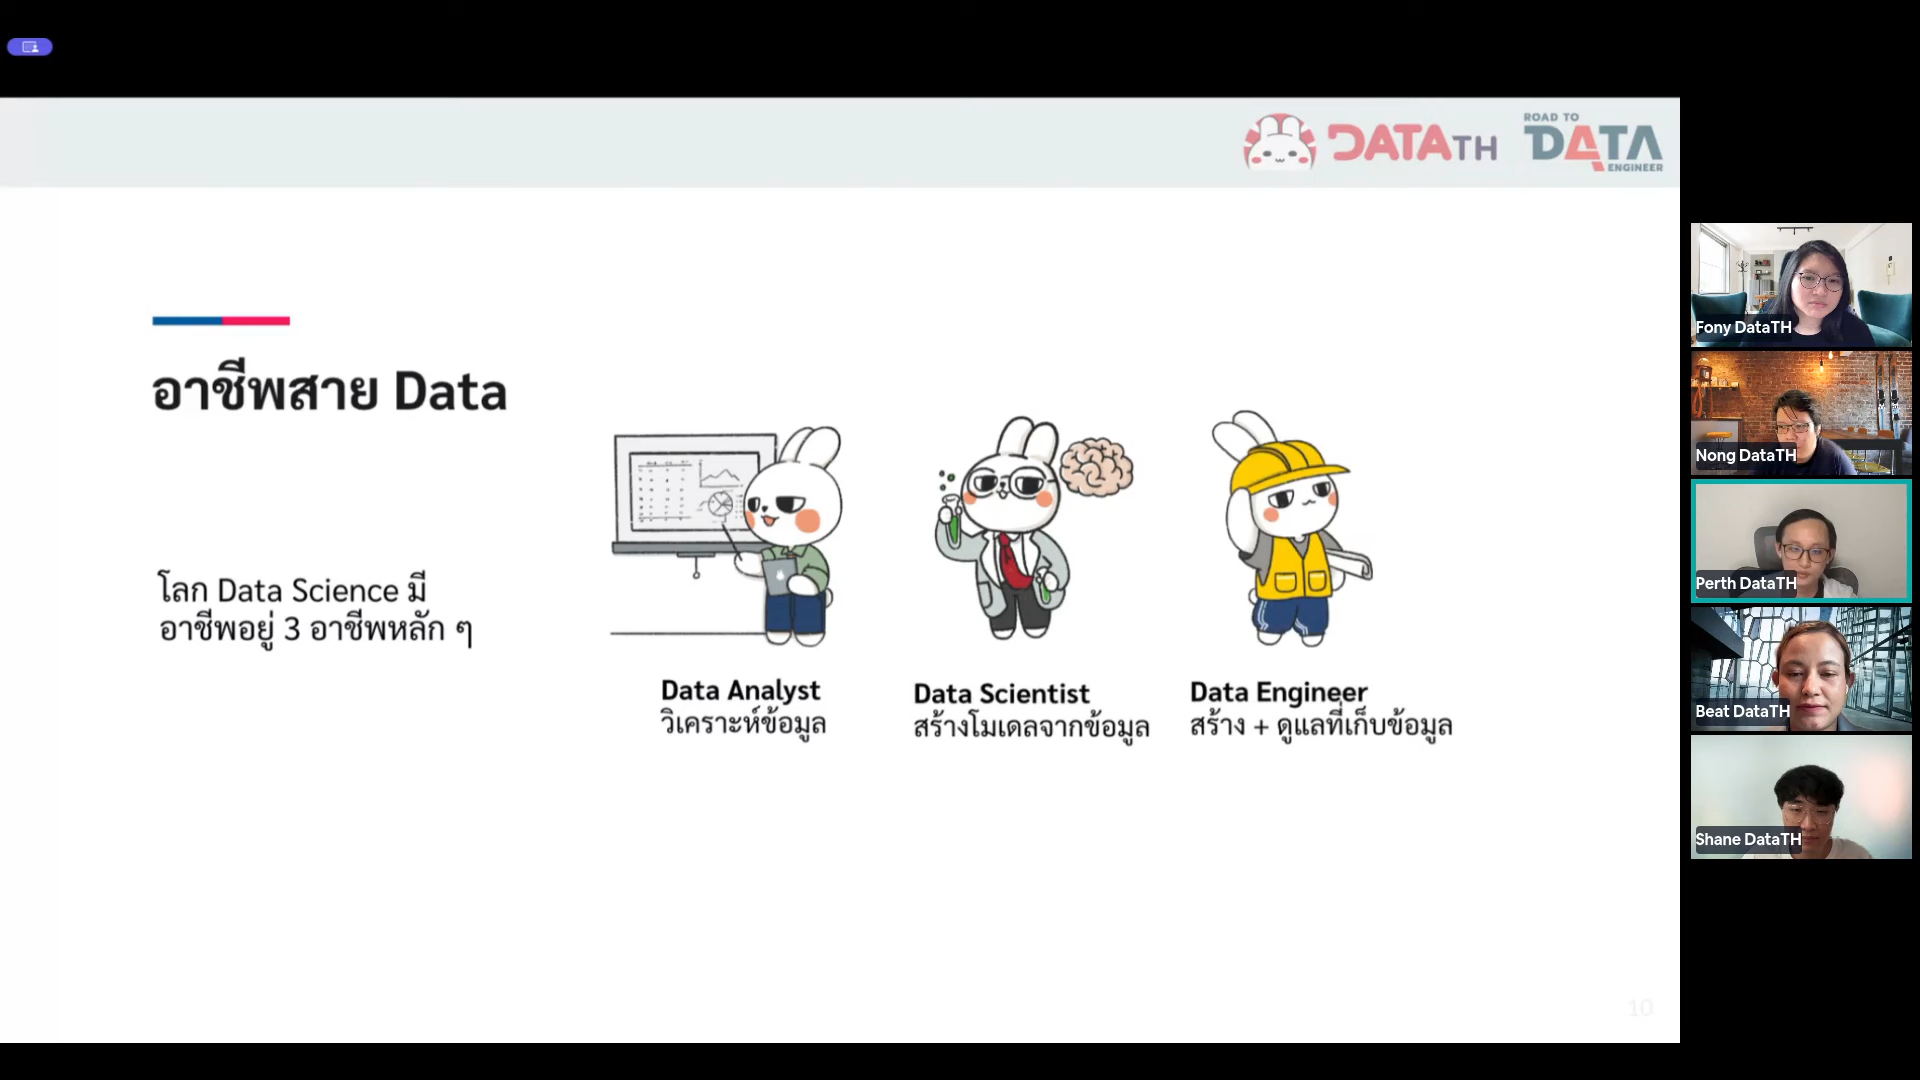 DATATH
ROAD TO
DATA
ENGINEER
อาชีพสาย Data
โลก Data Science มี
อาชีพอยู่ 3 อาชีพหลัก ๆ
Data Analyst
วิเคราะห์ข้อมูล
Data Scientist
สร้างโมเดลจากข้อมูล
Data Engineer
สร้าง + ดูแลที่เก็บข้อมูล
10
Fony DataTH
Nong DataTH
Perth DataTH
Beat DataTH
Shane DataTH